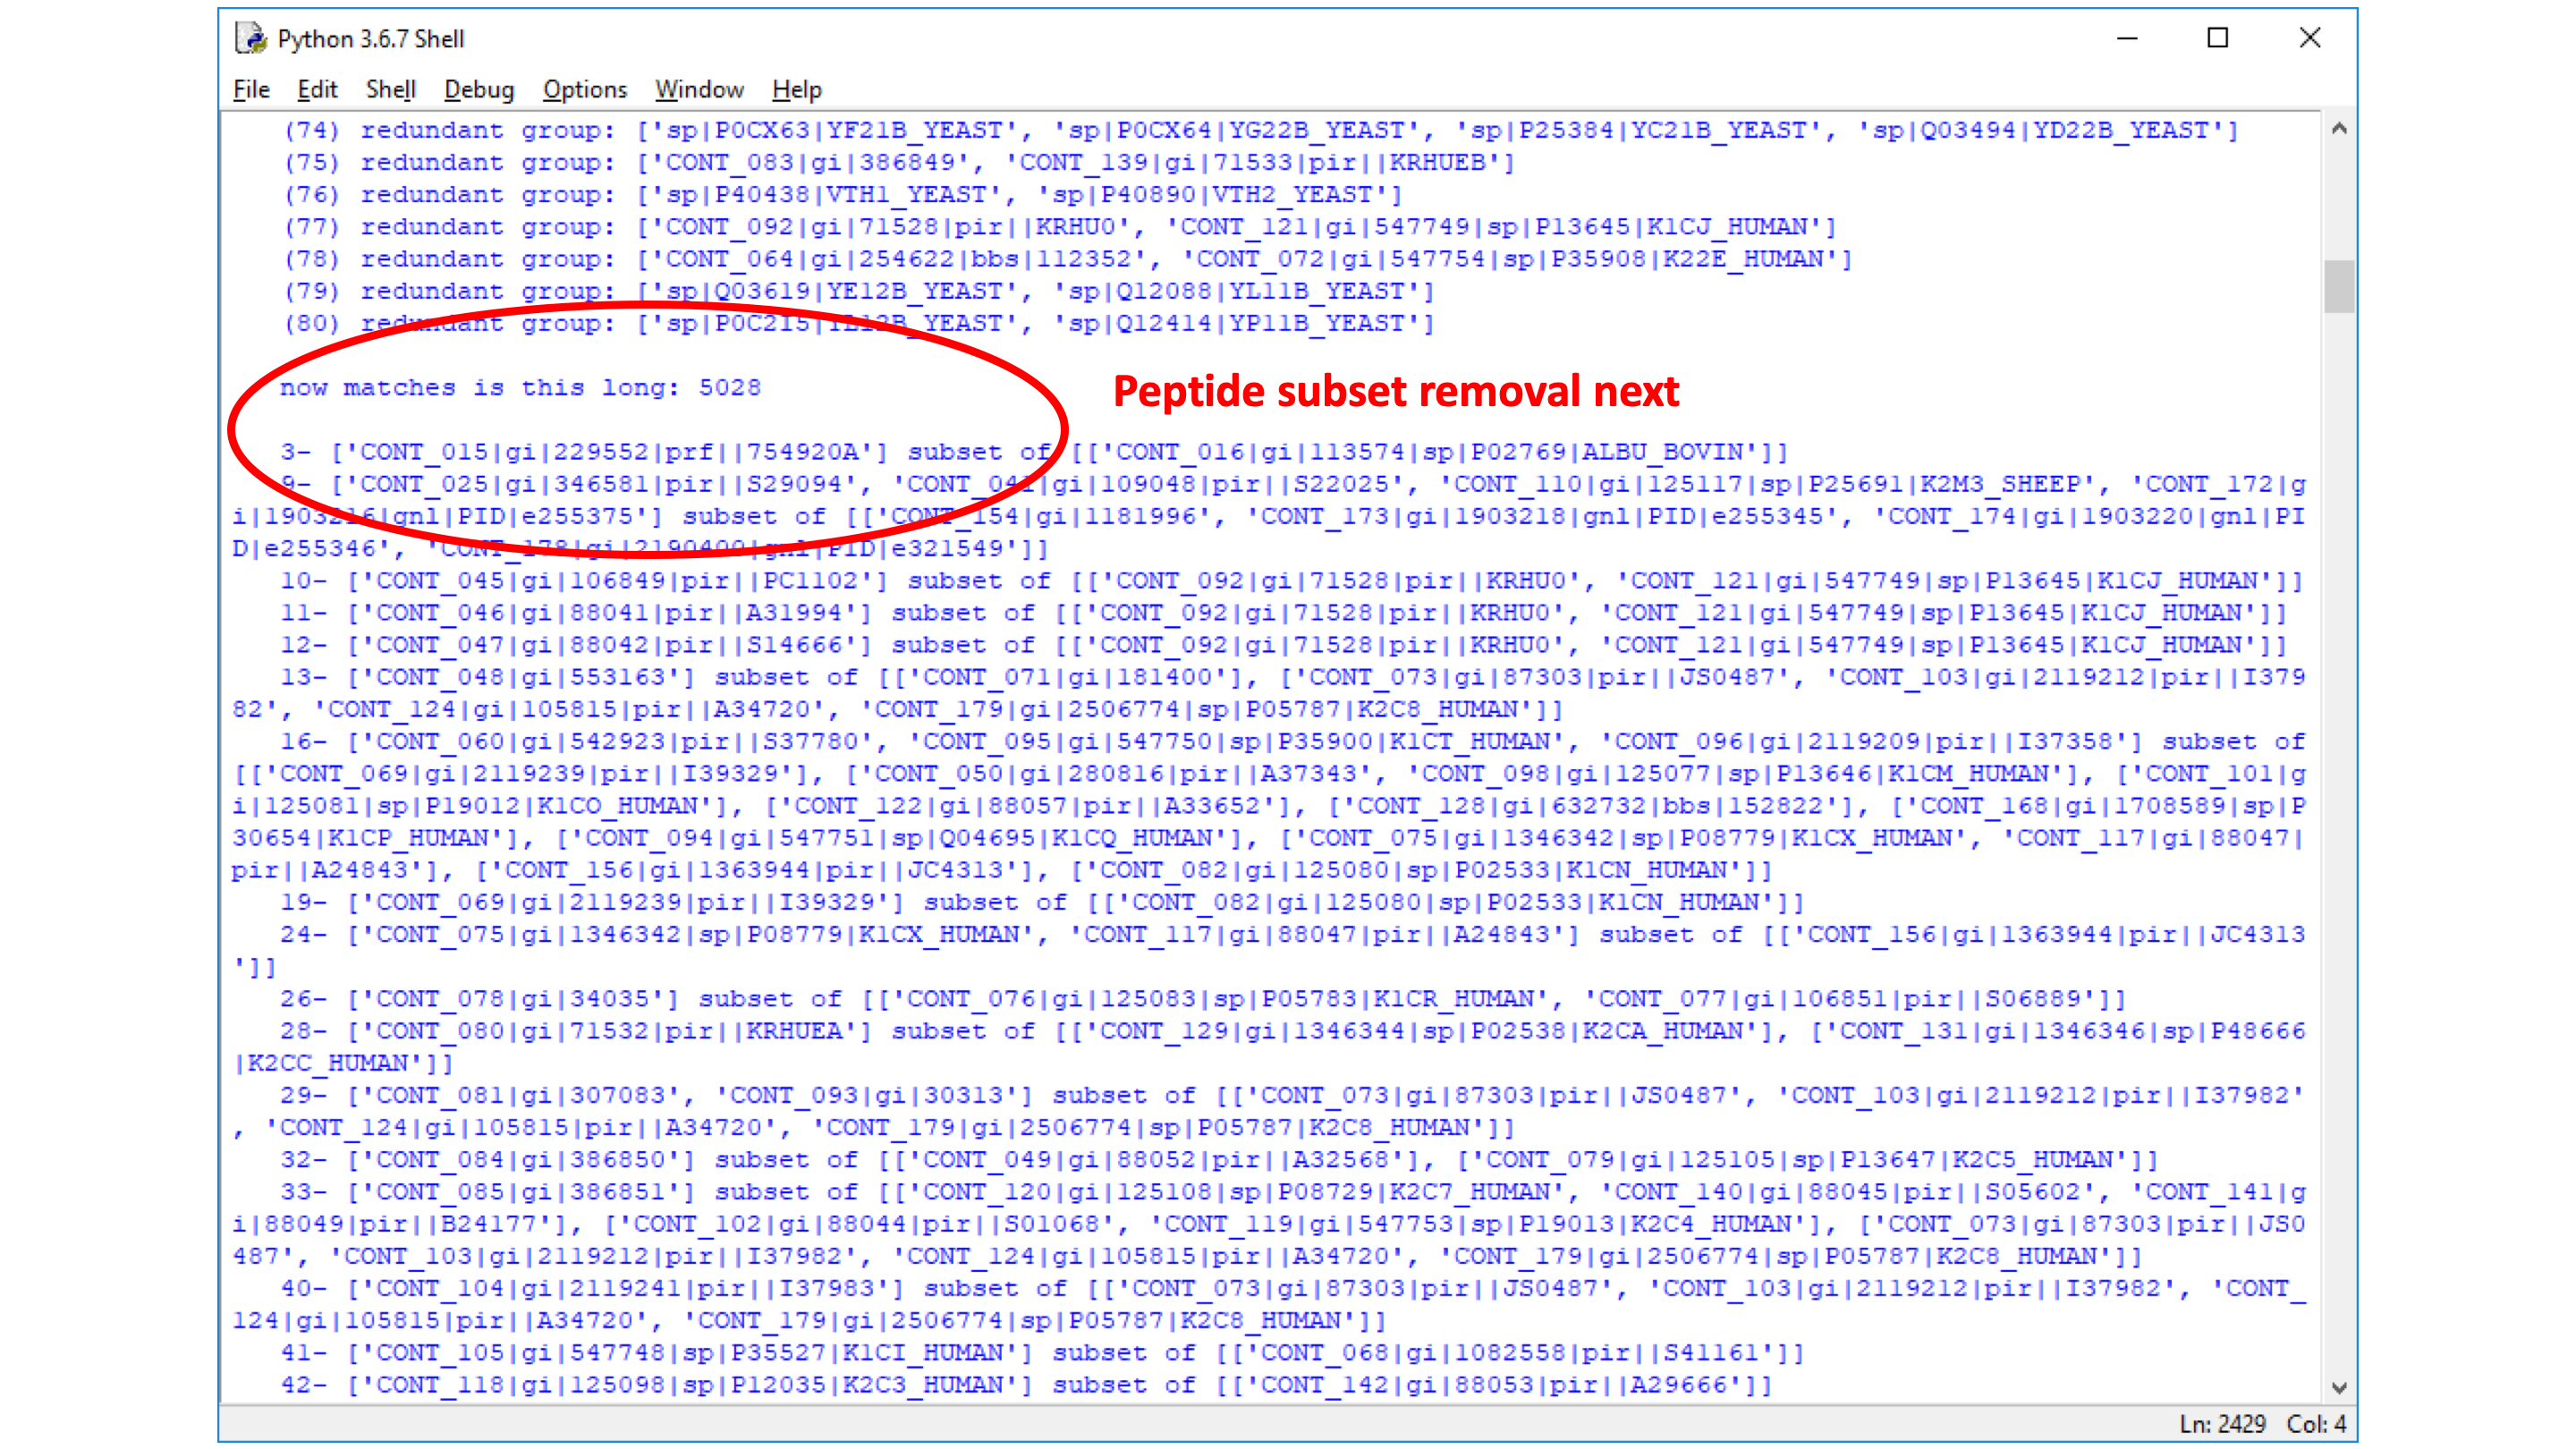 Python 3.6.7 Shell
File Edit Shell Debug Options Window Help
(74) redundant group: ['sp|P0CX63|YF21B_YEAST', 'sp|P0CX64|YG22B_YEAST', 'sp|P25384|YC21B_YEAST', 'sp|Q03494|YD22B_YEAST']
(75) redundant group: ['CONT_083|gi|386849', 'CONT_139|gi|71533|pir||KRHUEB']
(76) redundant group: ['sp|P40438|VTH1_YEAST', 'sp|P40890|VTH2_YEAST']
(77) redundant group: ['CONT_092|gi|71528|pir||KRHU0', 'CONT_121|gi|547749|sp|P13645|K1CJ_HUMAN']
(78) redundant group: ['CONT_064|gi|254622|bbs|112352', 'CONT_072|gi|547754|sp|P35908|K22E_HUMAN']
(79) redundant group: ['sp|Q03619|YE12B_YEAST', 'sp|Q12088|YL11B_YEAST']
(80) redundant group: ['sp|P0C2I5|YB12B_YEAST', 'sp|Q12414|YP11B_YEAST']
now matches is this long: 5028
Peptide subset removal next
3- ['CONT_015|gi|229552|prf||754920A'] subset of [['CONT_016|gi|113574|sp|P02769|ALBU_BOVIN']]
9- ['CONT_025|gi|346581|pir||S29094', 'CONT_041|gi|109048|pir||S22025', 'CONT_110|gi|125117|sp|P25691|K2M3_SHEEP', 'CONT_172|g
i|1903216|gnl|PID|e255375'] subset of [['CONT_154|gi|1181996', 'CONT_173|gi|1903218|gnl|PID|e255345', 'CONT_174|gi|1903220|gnl|PI
D|e255346', 'CONT_178|gi|2190400|gnl|PID|e321549']]
10- ['CONT_045|gi|106849|pir||PC1102'] subset of [['CONT_092|gi|71528|pir||KRHU0', 'CONT_121|gi|547749|sp|P13645|K1CJ_HUMAN']]
11- ['CONT_046|gi|88041|pir||A31994'] subset of [['CONT_092|gi|71528|pir||KRHU0', 'CONT_121|gi|547749|sp|P13645|K1CJ_HUMAN']]
12- ['CONT_047|gi|88042|pir||S14666'] subset of [['CONT_092|gi|71528|pir||KRHU0', 'CONT_121|gi|547749|sp|P13645|K1CJ_HUMAN']]
13- ['CONT_048|gi|553163'] subset of [['CONT_071|gi|181400'], ['CONT_073|gi|87303|pir||JS0487', 'CONT_103|gi|2119212|pir||I379
82', 'CONT_124|gi|105815|pir||A34720', 'CONT_179|gi|2506774|sp|P05787|K2C8_HUMAN']]
16- ['CONT_060|gi|542923|pir||S37780', 'CONT_095|gi|547750|sp|P35900|K1CT_HUMAN', 'CONT_096|gi|2119209|pir||I37358'] subset of
[['CONT_069|gi|2119239|pir||I39329'], ['CONT_050|gi|280816|pir||A37343', 'CONT_098|gi|125077|sp|P13646|K1CM_HUMAN'], ['CONT_101|g
i|125081|sp|P19012|K1CO_HUMAN'], ['CONT_122|gi|88057|pir||A33652'], ['CONT_128|gi|632732|bbs|152822'], ['CONT_168|gi|1708589|sp|P
30654|K1CP_HUMAN'], ['CONT_094|gi|547751|sp|Q04695|K1CQ_HUMAN'], ['CONT_075|gi|1346342|sp|P08779|K1CX_HUMAN', 'CONT_117|gi|88047|
pir||A24843'], ['CONT_156|gi|1363944|pir||JC4313'], ['CONT_082|gi|125080|sp|P02533|K1CN_HUMAN']]
19- ['CONT_069|gi|2119239|pir||I39329'] subset of [['CONT_082|gi|125080|sp|P02533|K1CN_HUMAN']]
24- ['CONT_075|gi|1346342|sp|P08779|K1CX_HUMAN', 'CONT_117|gi|88047|pir||A24843'] subset of [['CONT_156|gi|1363944|pir||JC4313
']]
26- ['CONT_078|gi|34035'] subset of [['CONT_076|gi|125083|sp|P05783|K1CR_HUMAN', 'CONT_077|gi|106851|pir||S06889']]
28- ['CONT_080|gi|71532|pir||KRHUEA'] subset of [['CONT_129|gi|1346344|sp|P02538|K2CA_HUMAN'], ['CONT_131|gi|1346346|sp|P48666
|K2CC_HUMAN']]
29- ['CONT_081|gi|307083', 'CONT_093|gi|30313'] subset of [['CONT_073|gi|87303|pir||JS0487', 'CONT_103|gi|2119212|pir||I37982'
, 'CONT_124|gi|105815|pir||A34720', 'CONT_179|gi|2506774|sp|P05787|K2C8_HUMAN']]
32- ['CONT_084|gi|386850'] subset of [['CONT_049|gi|88052|pir||A32568'], ['CONT_079|gi|125105|sp|P13647|K2C5_HUMAN']]
33- ['CONT_085|gi|386851'] subset of [['CONT_120|gi|125108|sp|P08729|K2C7_HUMAN', 'CONT_140|gi|88045|pir||S05602', 'CONT_141|g
i|88049|pir||B24177'], ['CONT_102|gi|88044|pir||S01068', 'CONT_119|gi|547753|sp|P19013|K2C4_HUMAN'], ['CONT_073|gi|87303|pir||JS0
487', 'CONT_103|gi|2119212|pir||I37982', 'CONT_124|gi|105815|pir||A34720', 'CONT_179|gi|2506774|sp|P05787|K2C8_HUMAN']]
40- ['CONT_104|gi|2119241|pir||I37983'] subset of [['CONT_073|gi|87303|pir||JS0487', 'CONT_103|gi|2119212|pir||I37982', 'CONT_
124|gi|105815|pir||A34720', 'CONT_179|gi|2506774|sp|P05787|K2C8_HUMAN']]
41- ['CONT_105|gi|547748|sp|P35527|K1CI_HUMAN'] subset of [['CONT_068|gi|1082558|pir||S41161']]
42- ['CONT_118|gi|125098|sp|P12035|K2C3_HUMAN'] subset of [['CONT_142|gi|88053|pir||A29666']]
Ln: 2429 Col: 4